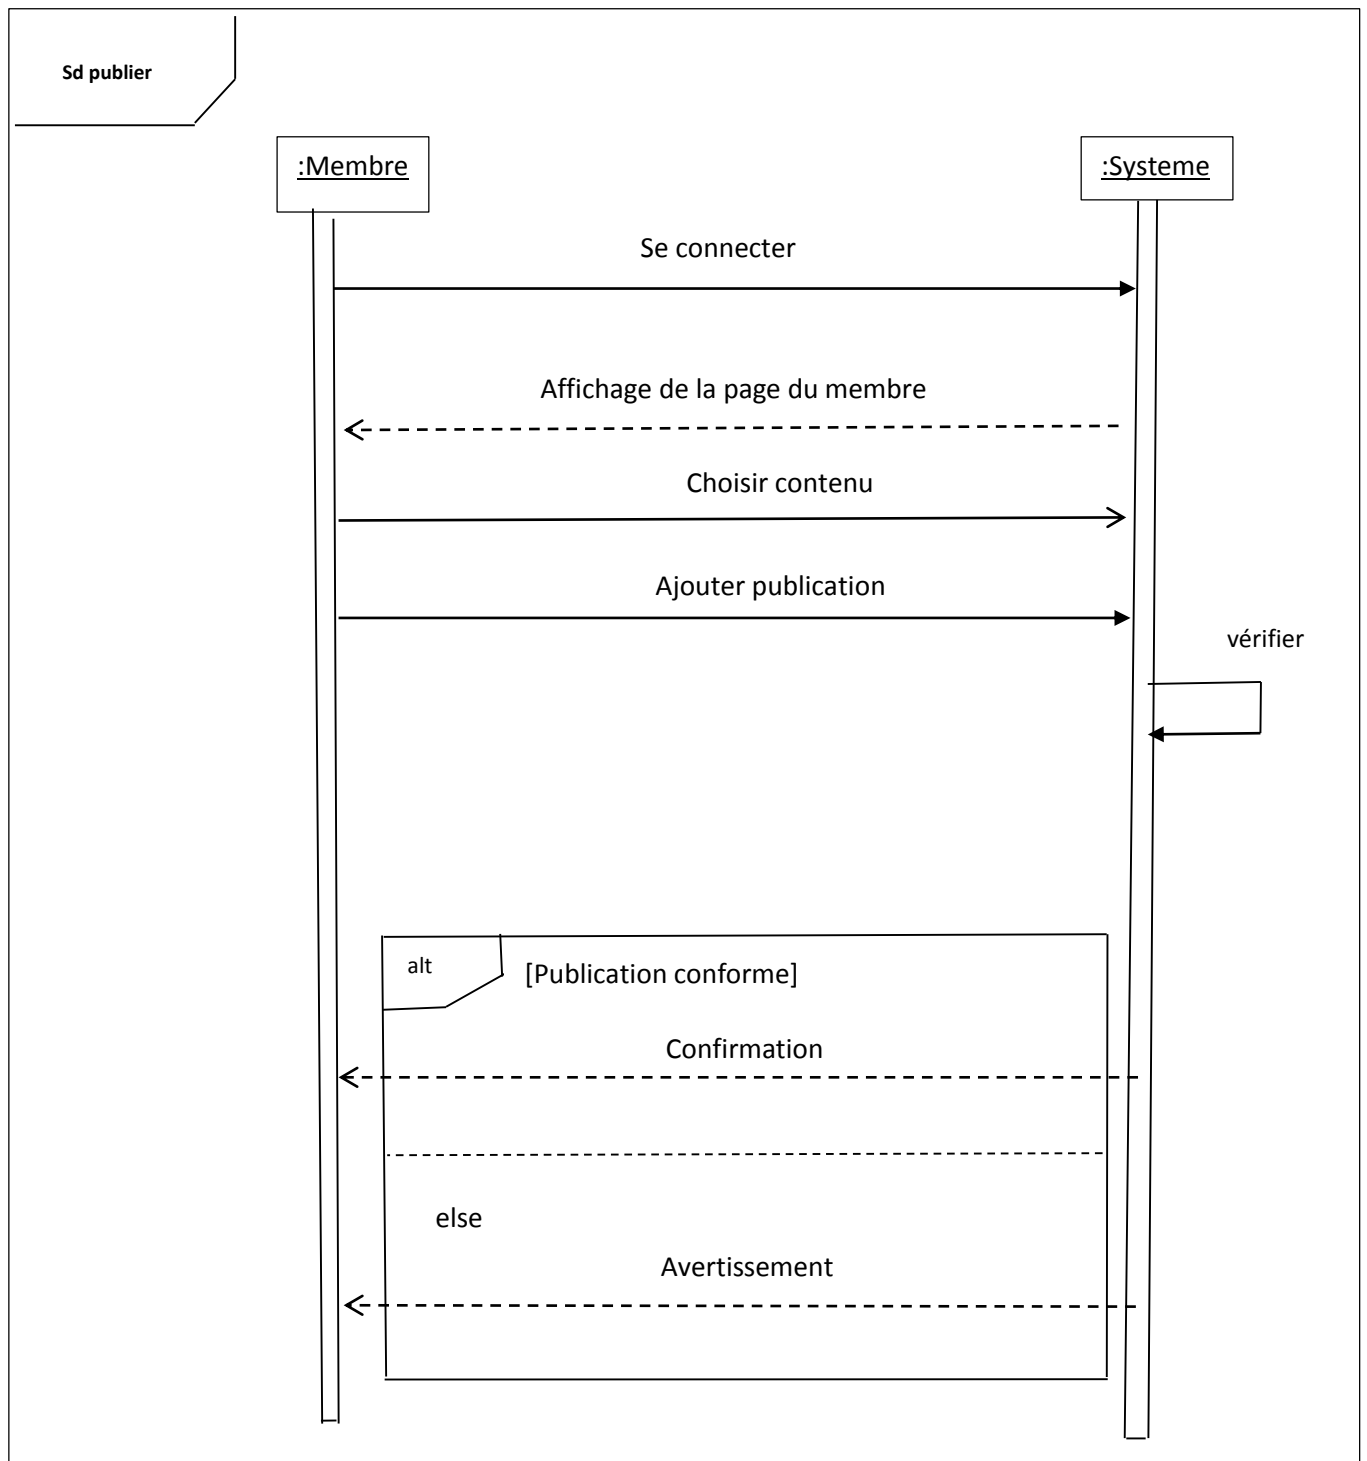 Sd publier
:Membre
:Systeme
Se connecter
Affichage de la page du membre
Choisir contenu
Ajouter publication
vérifier
alt
[Publication conforme]
Confirmation
else
Avertissement